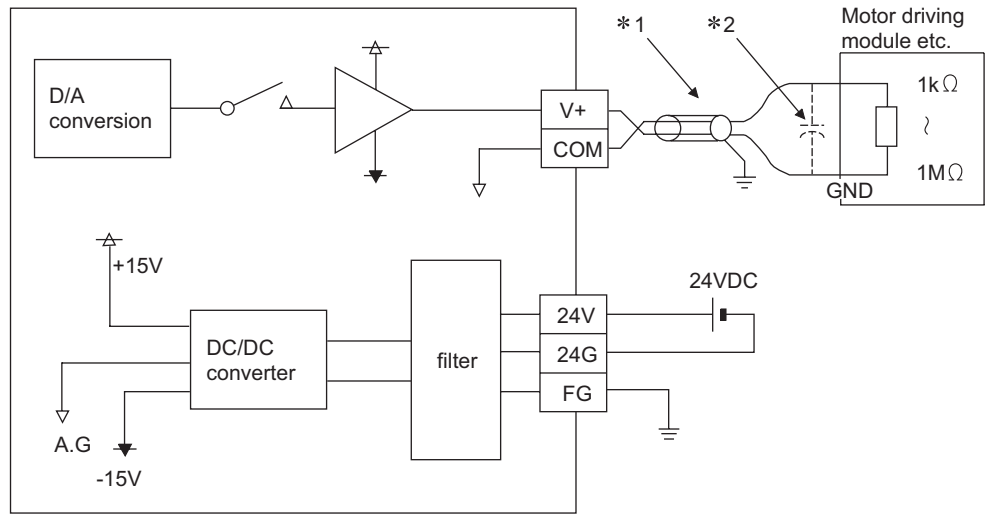 Motor driving
module etc.
*1
*2
D/A
conversion
V+
COM
1kΩ
~
1MΩ
GND
+15V
24VDC
DC/DC
converter
filter
24V
24G
FG
A.G
-15V